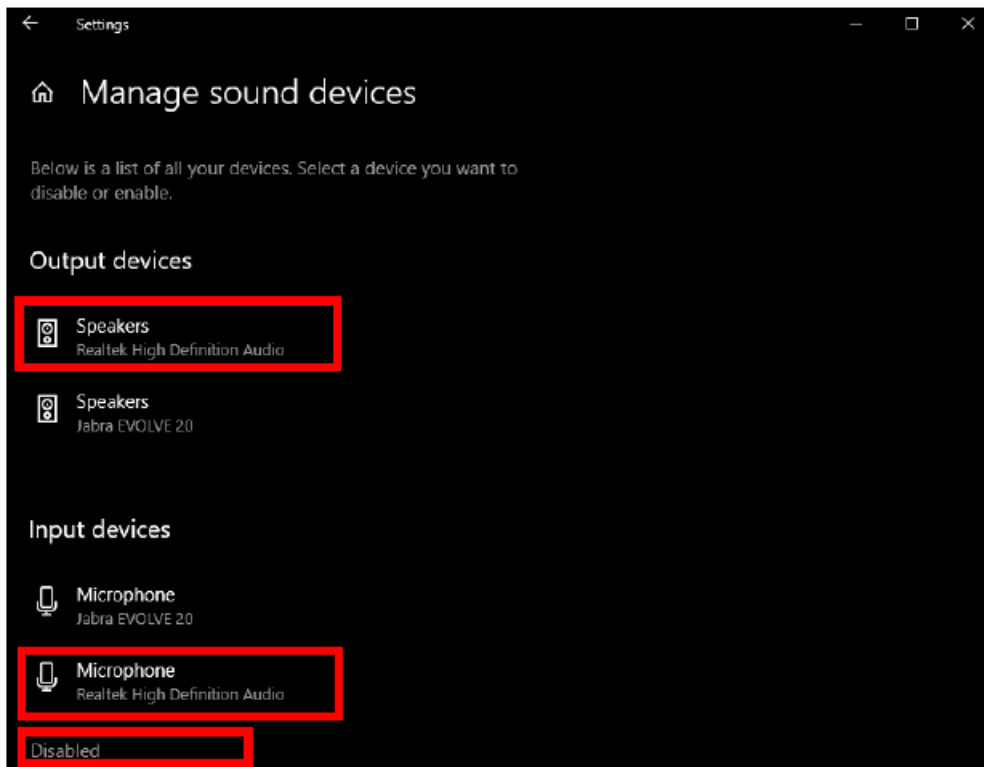 Settings
Manage sound devices
Below is a list of all your devices. Select a device you want to
disable or enable.
Output devices
Speakers
Realtek High Definition Audio
Speakers
Jabra EVOLVE 20
Input devices
Microphone
Jabra EVOLVE 20
Microphone
Realtek High Definition Audio
Disabled